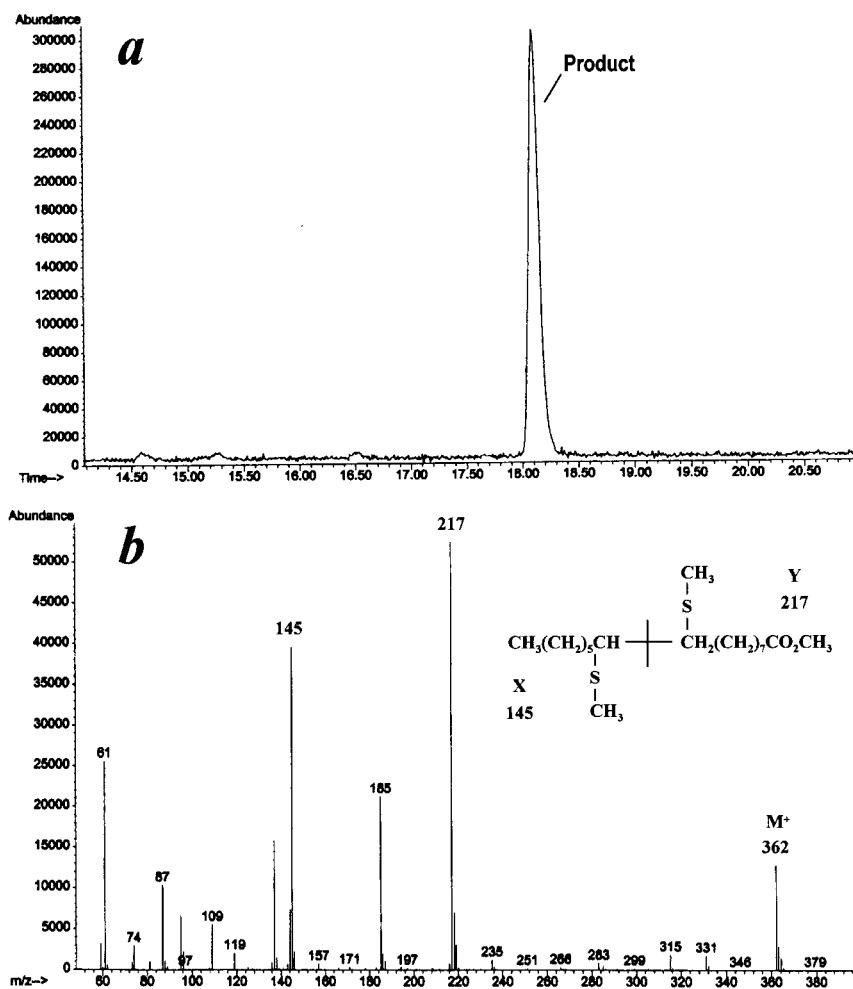 Abundance
a
Product
300000
280000
260000
240000
220000
200000
180000
160000
140000
120000
100000
80000
60000
40000
20000
0
14.50 15.00 15.50 16.00 16.50 17.00 17.50 18.00 18.50 19.00 19.50 20.00 20.50
Time-->
Abundance
b
217
50000
45000
40000
35000
30000
25000
20000
15000
10000
5000
0
CH₃ Y
S 217
CH₃(CH₂)₅CH CH₂(CH₂)₇CO₂CH₃
X S
145 CH₃
145
61
185
M⁺
362
87
109
74
119
97 157 171 197 235 251 266 283 299 315 331 346 379
60 80 100 120 140 160 180 200 220 240 260 280 300 320 340 360 380
m/z-->